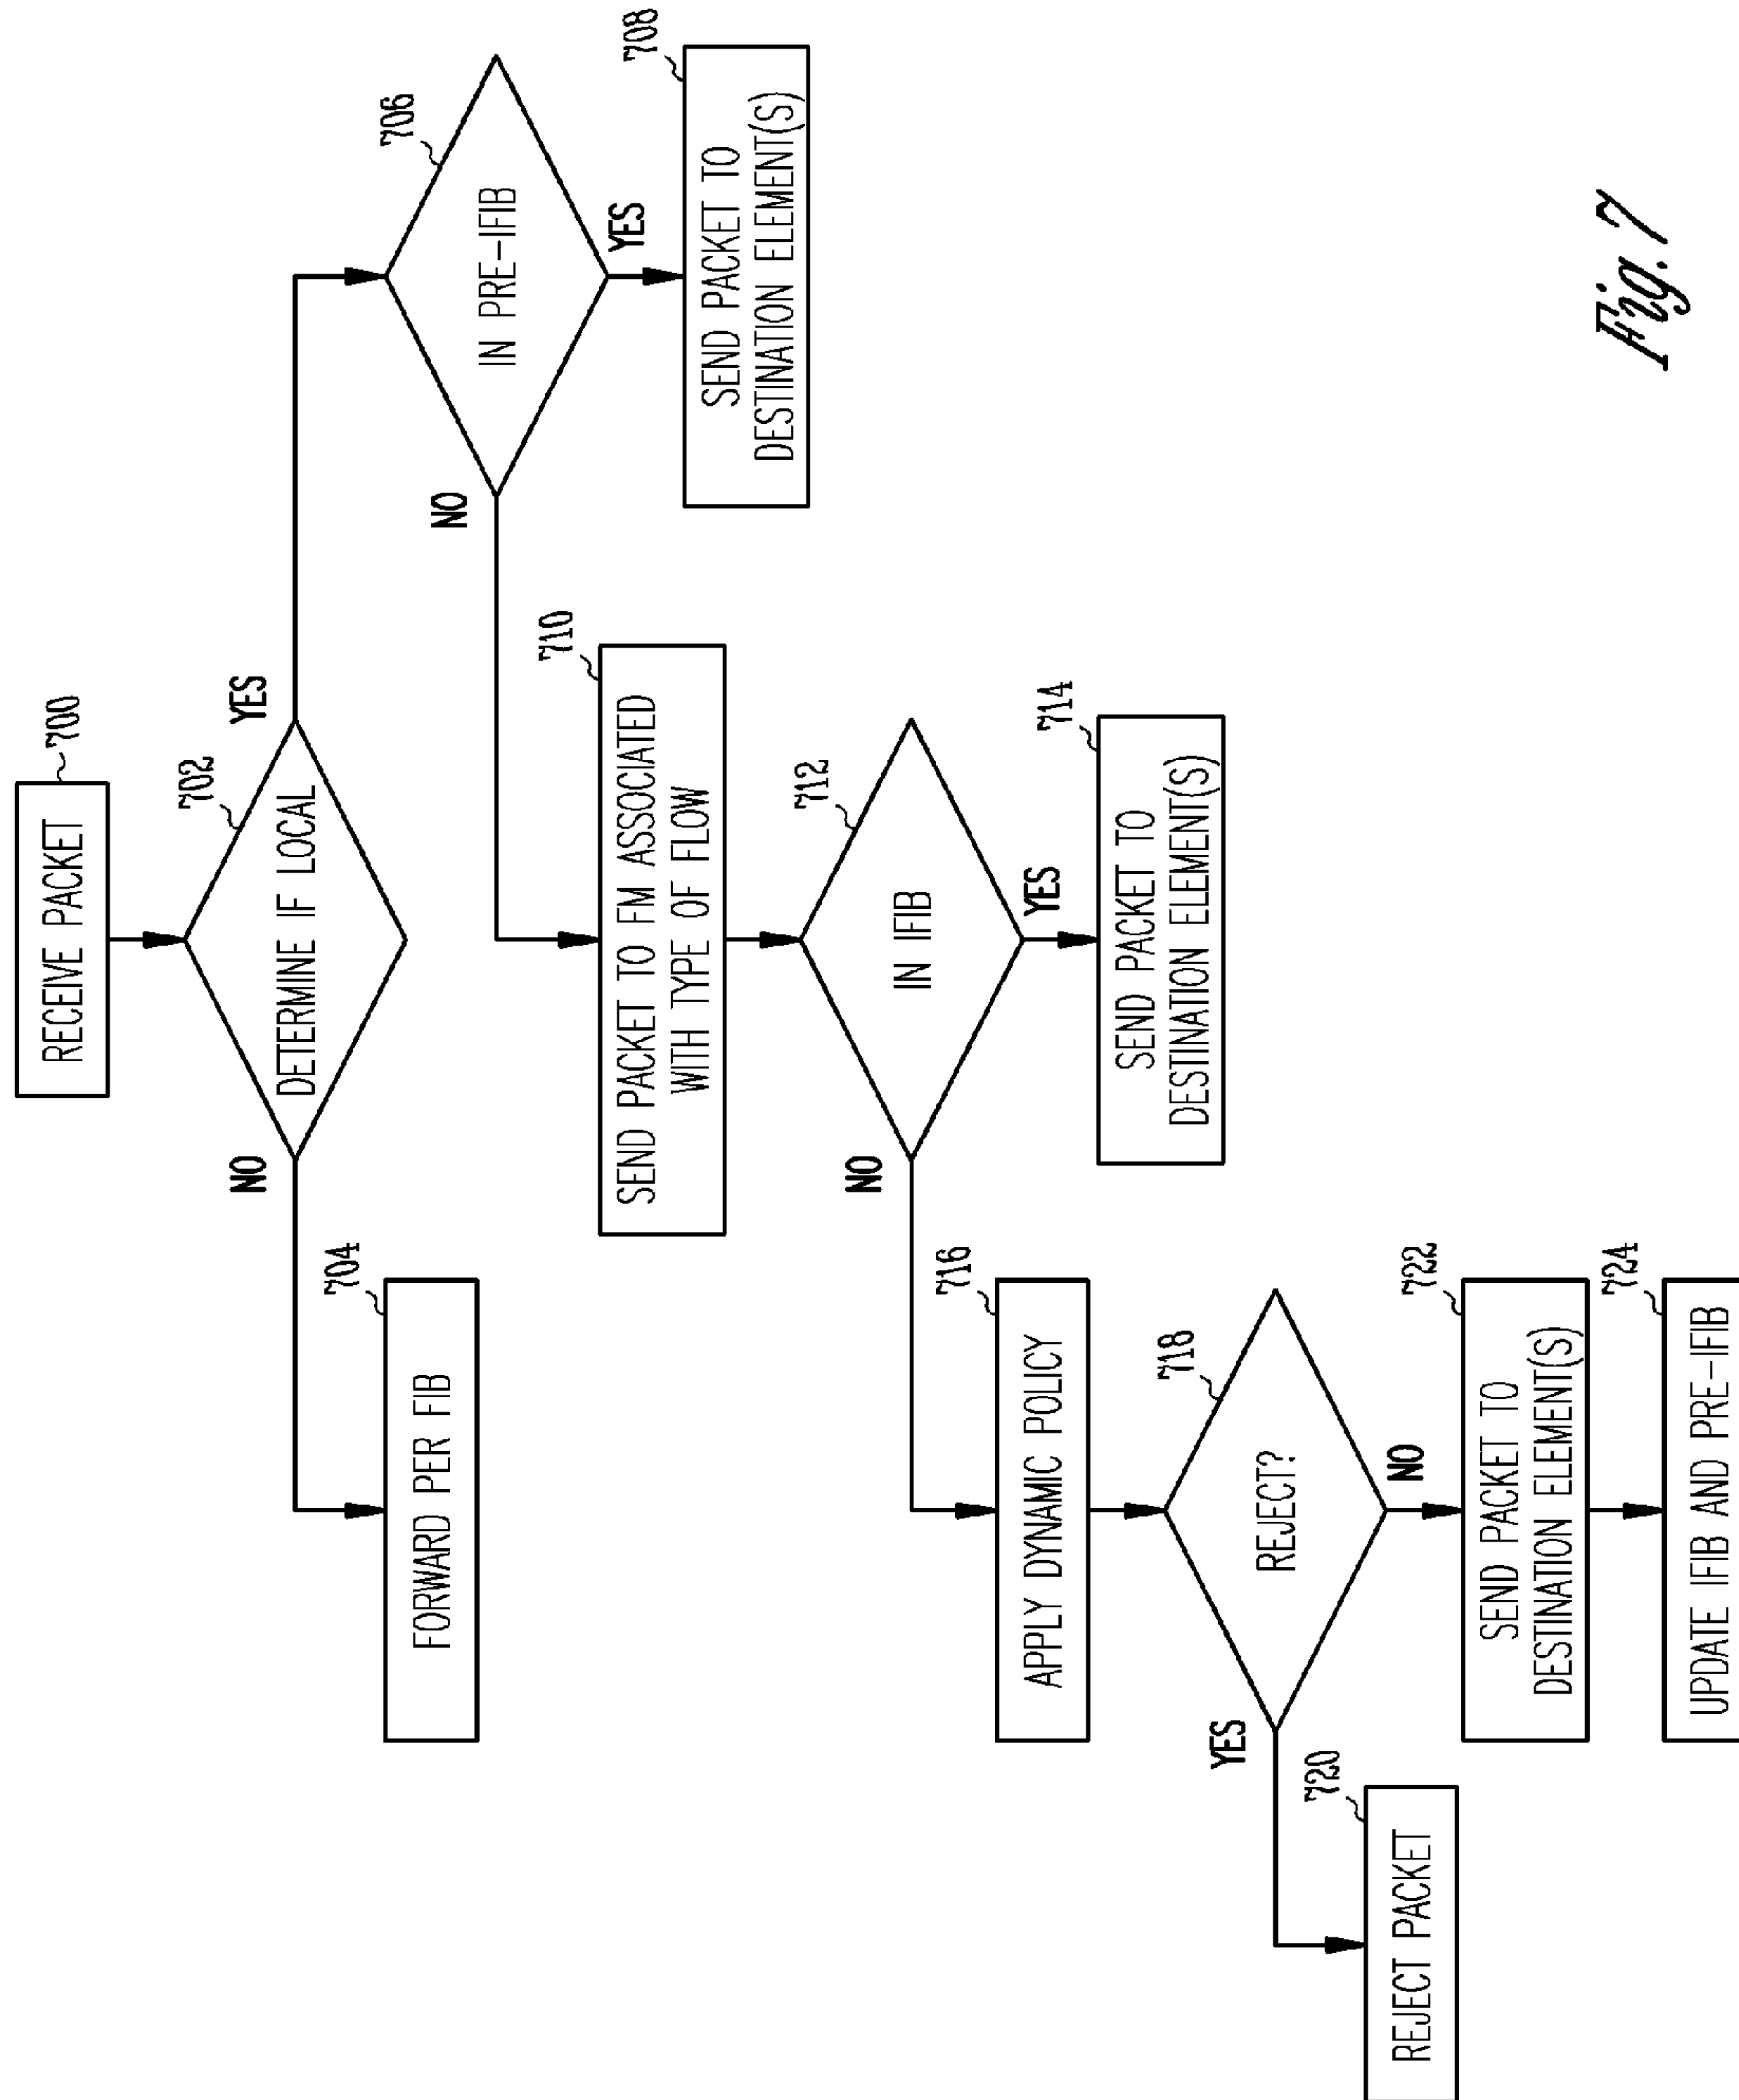 700
RECEIVE PACKET
702
DETERMINE IF LOCAL
NO
YES
704
FORWARD PER FIB
706
IN PRE-IFIB
NO
YES
708
SEND PACKET TO
DESTINATION ELEMENT(S)
710
SEND PACKET TO FM ASSOCIATED
WITH TYPE OF FLOW
712
IN IFIB
NO
YES
714
SEND PACKET TO
DESTINATION ELEMENT(S)
716
APPLY DYNAMIC POLICY
718
REJECT?
YES
NO
720
REJECT PACKET
722
SEND PACKET TO
DESTINATION ELEMENT(S)
724
UPDATE IFIB AND PRE-IFIB
Fig. 7